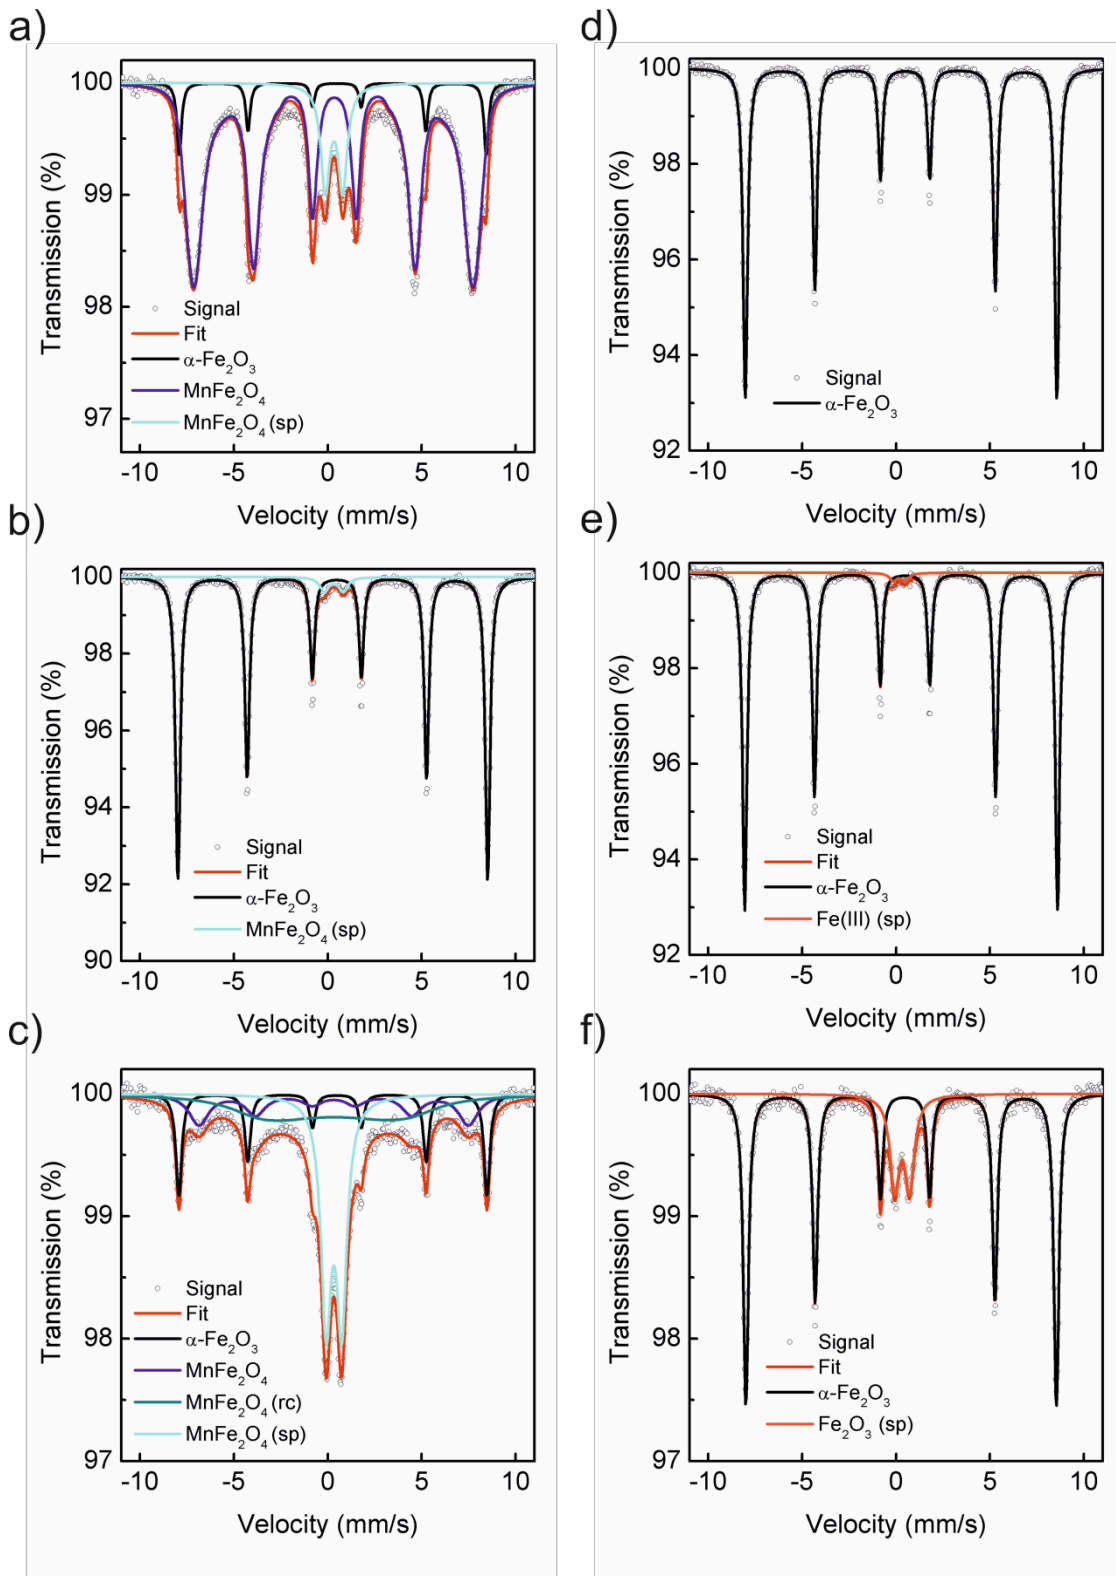 a)
100
99
98
97
Transmission (%)
Signal
Fit
α-Fe₂O₃
MnFe₂O₄
MnFe₂O₄ (sp)
-10 -5 0 5 10
Velocity (mm/s)
b)
100
98
96
94
92
90
Transmission (%)
Signal
Fit
α-Fe₂O₃
MnFe₂O₄ (sp)
-10 -5 0 5 10
Velocity (mm/s)
c)
100
99
98
97
Transmission (%)
Signal
Fit
α-Fe₂O₃
MnFe₂O₄
MnFe₂O₄ (rc)
MnFe₂O₄ (sp)
-10 -5 0 5 10
Velocity (mm/s)
d)
100
98
96
94
92
Transmission (%)
Signal
α-Fe₂O₃
-10 -5 0 5 10
Velocity (mm/s)
e)
100
98
96
94
92
Transmission (%)
Signal
Fit
α-Fe₂O₃
Fe(III) (sp)
-10 -5 0 5 10
Velocity (mm/s)
f)
100
99
98
97
Transmission (%)
Signal
Fit
α-Fe₂O₃
Fe₂O₃ (sp)
-10 -5 0 5 10
Velocity (mm/s)